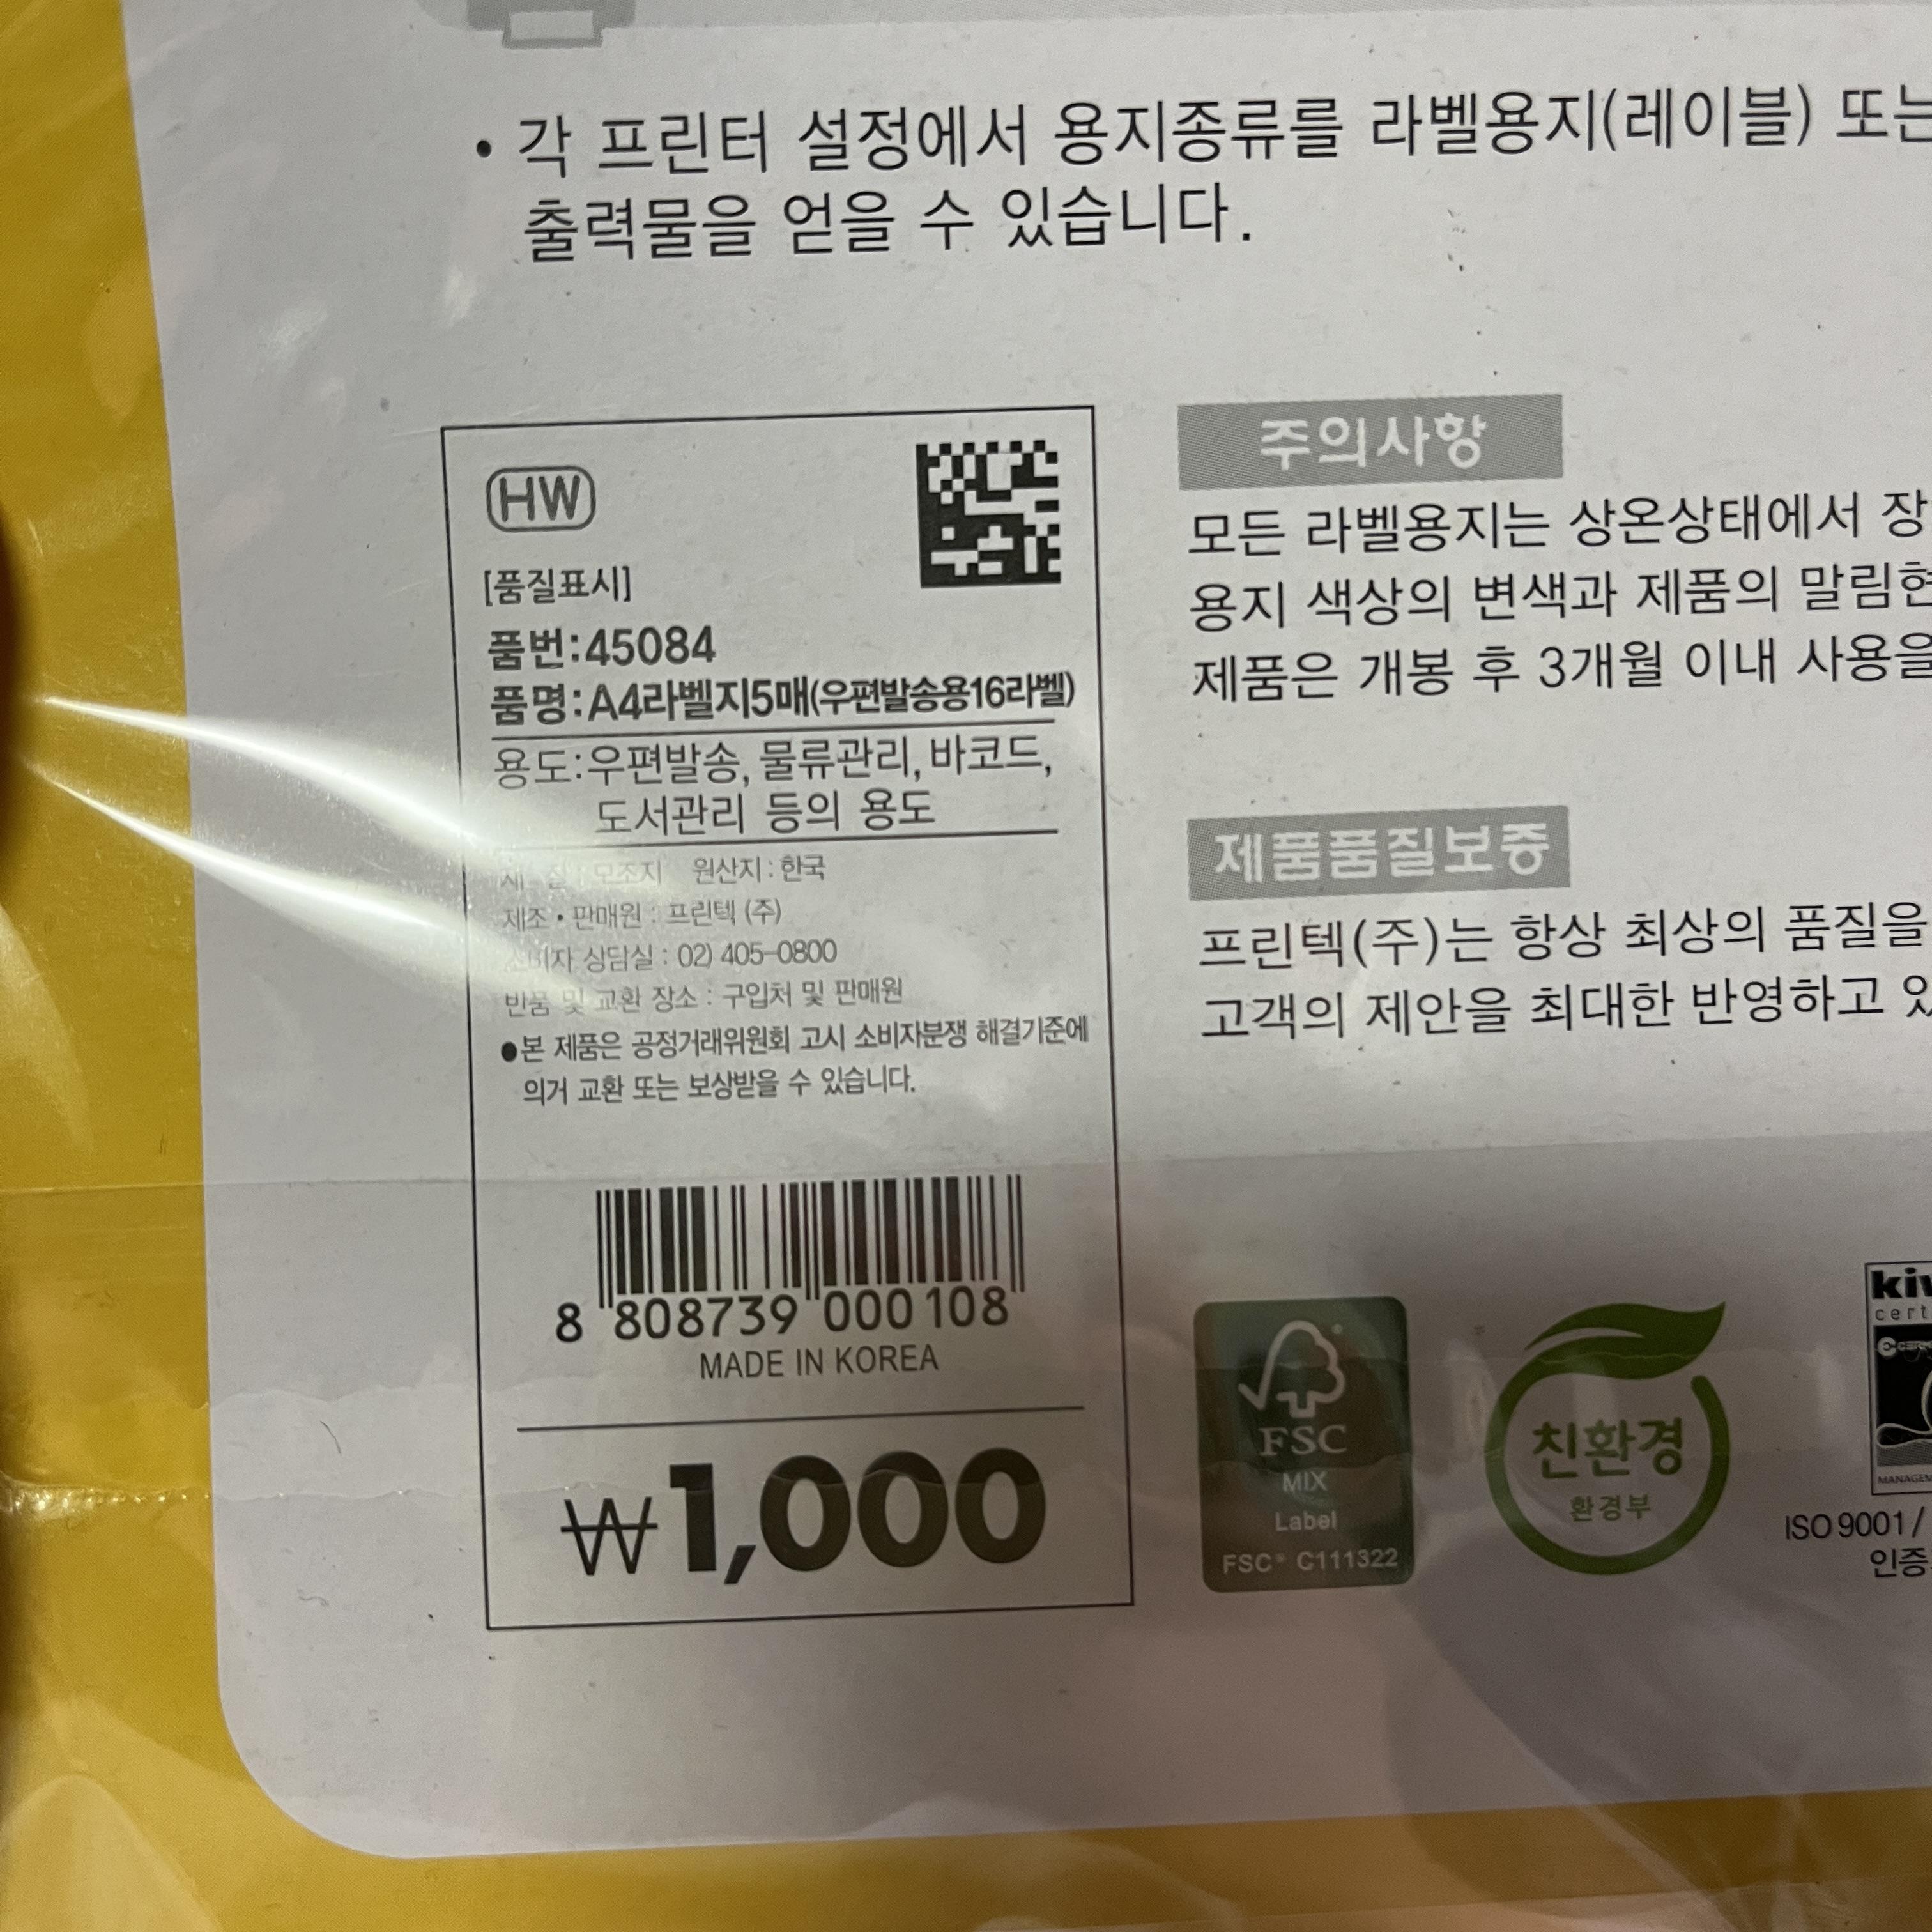 • 각 프린터 설정에서 용지종류를 라벨용지(레이블) 또는
출력물을 얻을 수 있습니다.
HW
[품질표시]
품번:45084
품명:A4라벨지5매(우편발송용16라벨)
용도:우편발송, 물류관리, 바코드,
도서관리 등의 용도
재 질 : 모조지 원산지 : 한국
제조 • 판매원 : 프린텍 (주)
소비자 상담실 : 02) 405-0800
반품 및 교환 장소 : 구입처 및 판매원
●본 제품은 공정거래위원회 고시 소비자분쟁 해결기준에
의거 교환 또는 보상받을 수 있습니다.
8 808739 000108
MADE IN KOREA
₩1,000
주의사항
모든 라벨용지는 상온상태에서 장
용지 색상의 변색과 제품의 말림현
제품은 개봉 후 3개월 이내 사용을
제품품질보증
프린텍(주)는 항상 최상의 품질을
고객의 제안을 최대한 반영하고 있
FSC
MIX
Label
FSC® C111322
친환경
환경부
kiw
cert
ISO 9001 /
인증